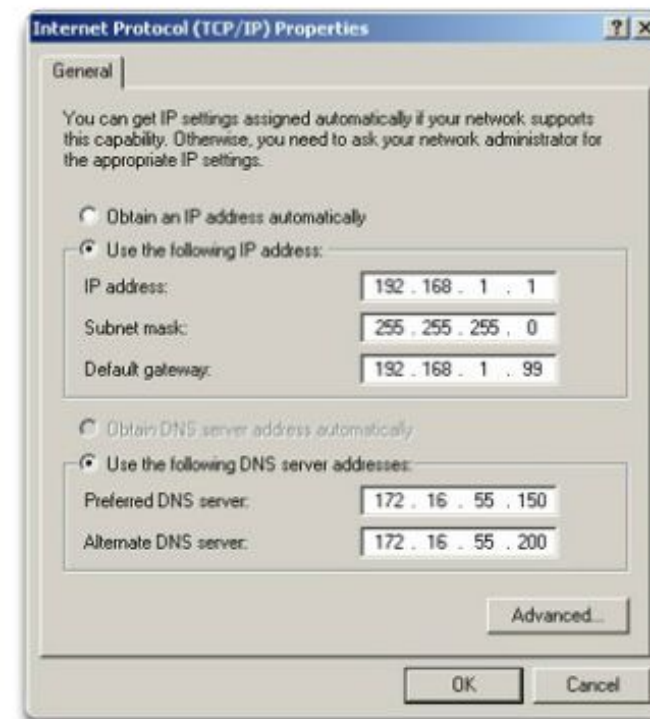 Internet Protocol (TCP/IP) Properties
General
You can get IP settings assigned automatically if your network supports
this capability. Otherwise, you need to ask your network administrator for
the appropriate IP settings.
Obtain an IP address automatically
Use the following IP address:
IP address: 192 . 168 . 1 . 1
Subnet mask: 255 . 255 . 255 . 0
Default gateway: 192 . 168 . 1 . 99
Obtain DNS server address automatically
Use the following DNS server addresses:
Preferred DNS server: 172 . 16 . 55 . 150
Alternate DNS server: 172 . 16 . 55 . 200
Advanced...
OK Cancel